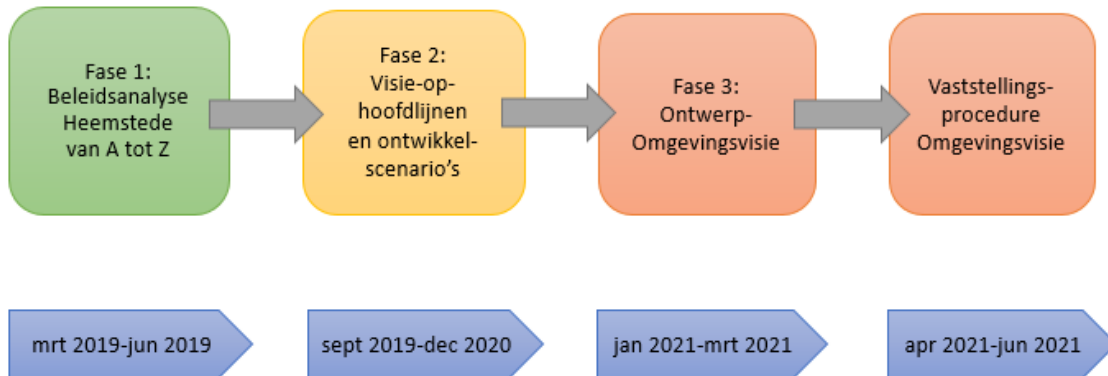 Fase 1:
Beleidsanalyse
Heemstede
van A tot Z
Fase 2:
Visie-op-
hoofdlijnen
en ontwikkel-
scenario's
Fase 3:
Ontwerp-
Omgevingsvisie
Vaststellings-
procedure
Omgevingsvisie
mrt 2019-jun 2019
sept 2019-dec 2020
jan 2021-mrt 2021
apr 2021-jun 2021